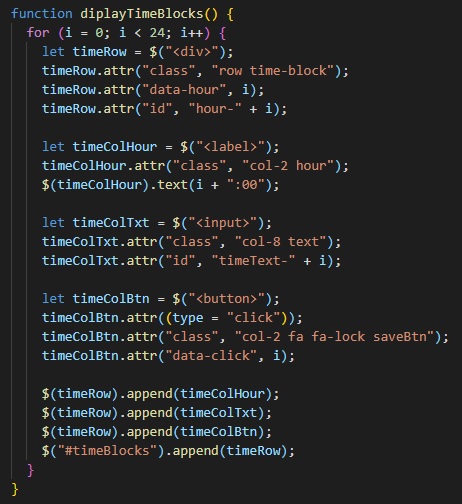 function diplayTimeBlocks() {
for (i = 0; i < 24; i++) {
let timeRow = $("<div>");
timeRow.attr("class", "row time-block");
timeRow.attr("data-hour", i);
timeRow.attr("id", "hour-" + i);
let timeColHour = $("<label>");
timeColHour.attr("class", "col-2 hour");
$(timeColHour).text(i + ":00");
let timeColTxt = $("<input>");
timeColTxt.attr("class", "col-8 text");
timeColTxt.attr("id", "timeText-" + i);
let timeColBtn = $("<button>");
timeColBtn.attr((type = "click"));
timeColBtn.attr("class", "col-2 fa fa-lock saveBtn");
timeColBtn.attr("data-click", i);
$(timeRow).append(timeColHour);
$(timeRow).append(timeColTxt);
$(timeRow).append(timeColBtn);
$("#timeBlocks").append(timeRow);
}
}